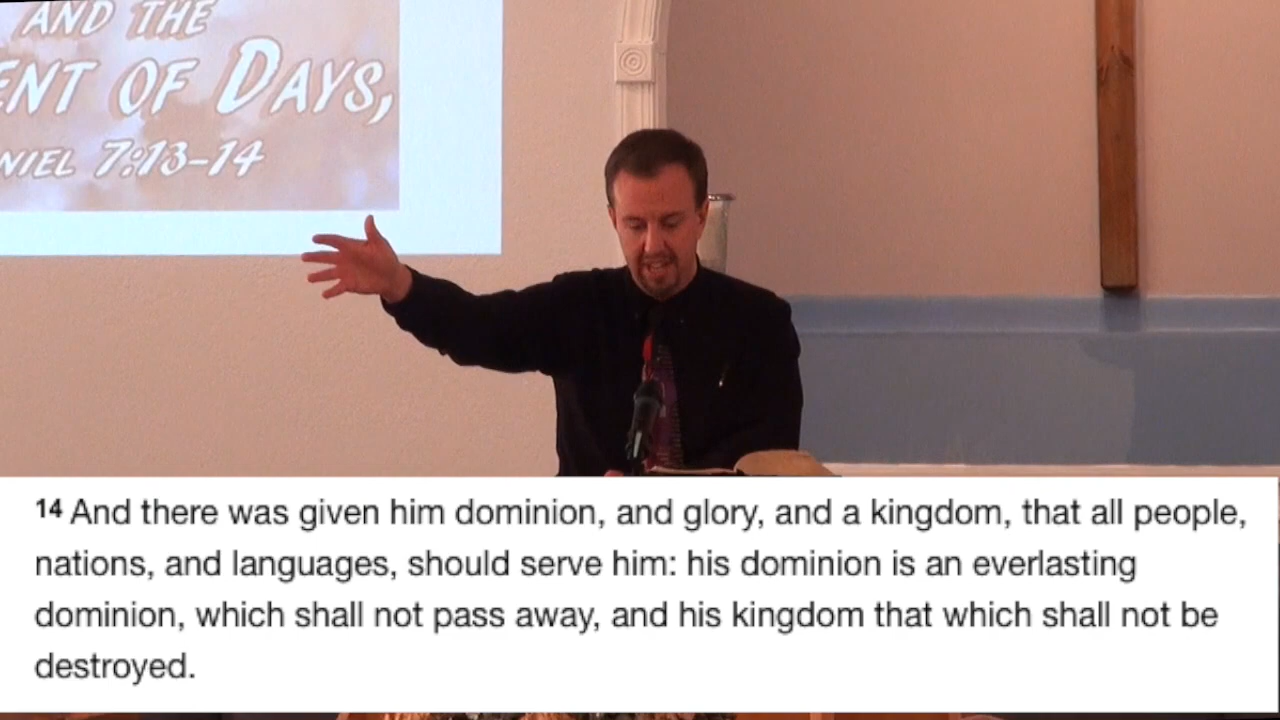 AND THE
ENT OF DAYS,
NIEL 7:13-14
14 And there was given him dominion, and glory, and a kingdom, that all people,
nations, and languages, should serve him: his dominion is an everlasting
dominion, which shall not pass away, and his kingdom that which shall not be
destroyed.